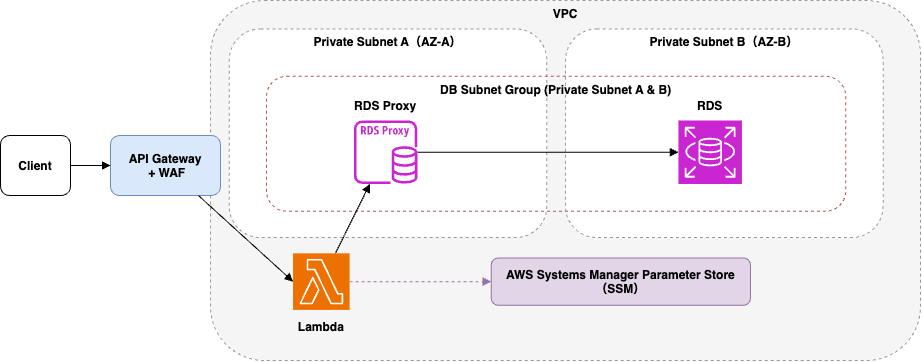 VPC
Private Subnet A（AZ-A）
Private Subnet B（AZ-B）
DB Subnet Group (Private Subnet A & B)
RDS Proxy
RDS
RDS Proxy
Client
API Gateway
+ WAF
AWS Systems Manager Parameter Store
（SSM）
Lambda